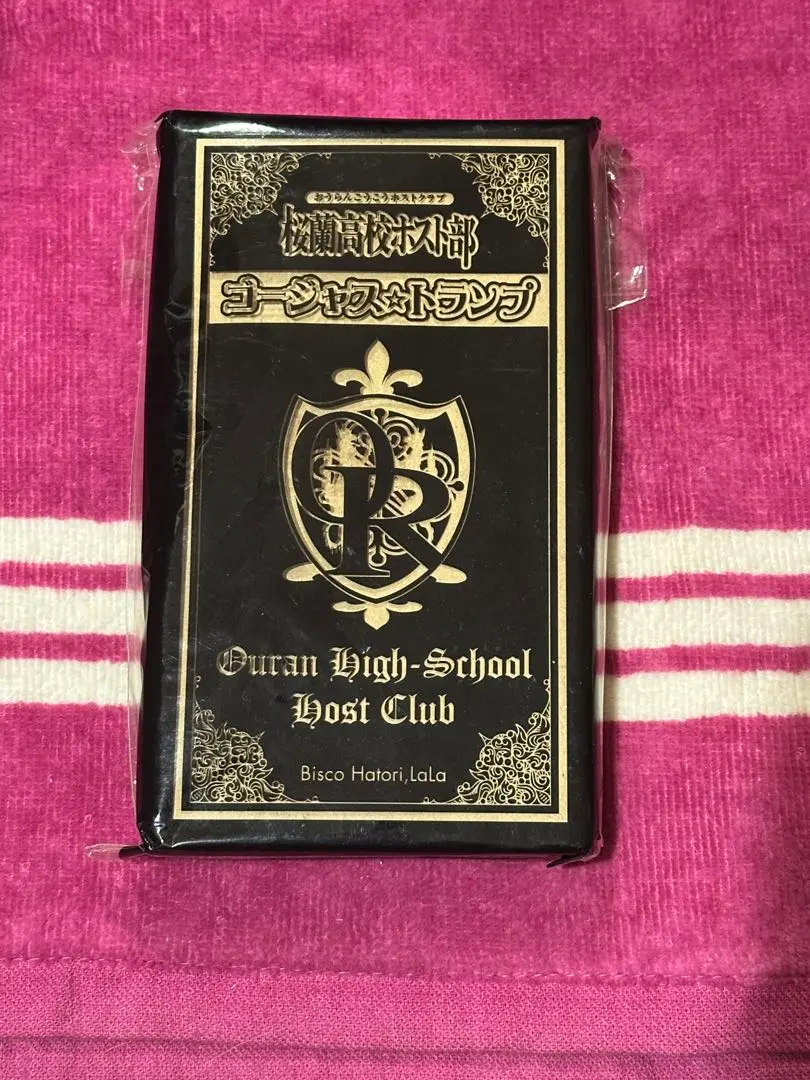 おうらんこうこうホストクラブ
桜蘭高校ホスト部
ゴージャス☆トランプ
OR
Ouran High-School
Host Club
Bisco Hatori,LaLa